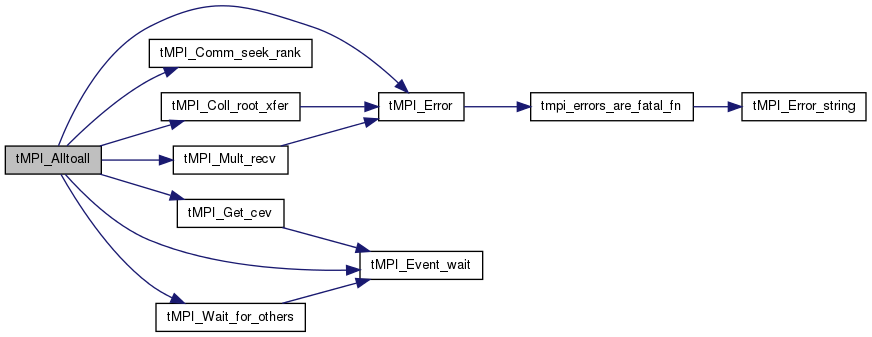 tMPI_Alltoall
tMPI_Comm_seek_rank
tMPI_Coll_root_xfer
tMPI_Mult_recv
tMPI_Get_cev
tMPI_Wait_for_others
tMPI_Error
tMPI_Event_wait
tmpi_errors_are_fatal_fn
tMPI_Error_string